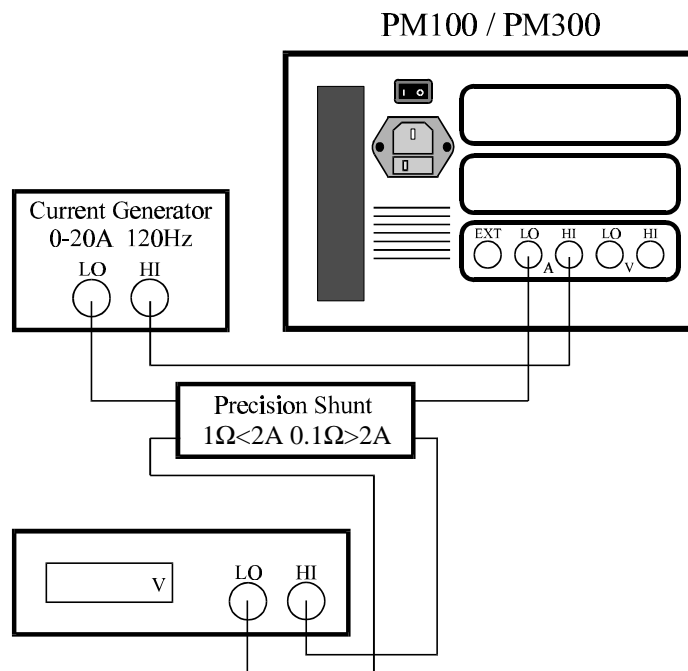 PM100 / PM300
I O
EXT LO HI LO HI
A V
Current Generator
0-20A 120Hz
LO HI
Precision Shunt
1Ω<2A 0.1Ω>2A
V
LO HI